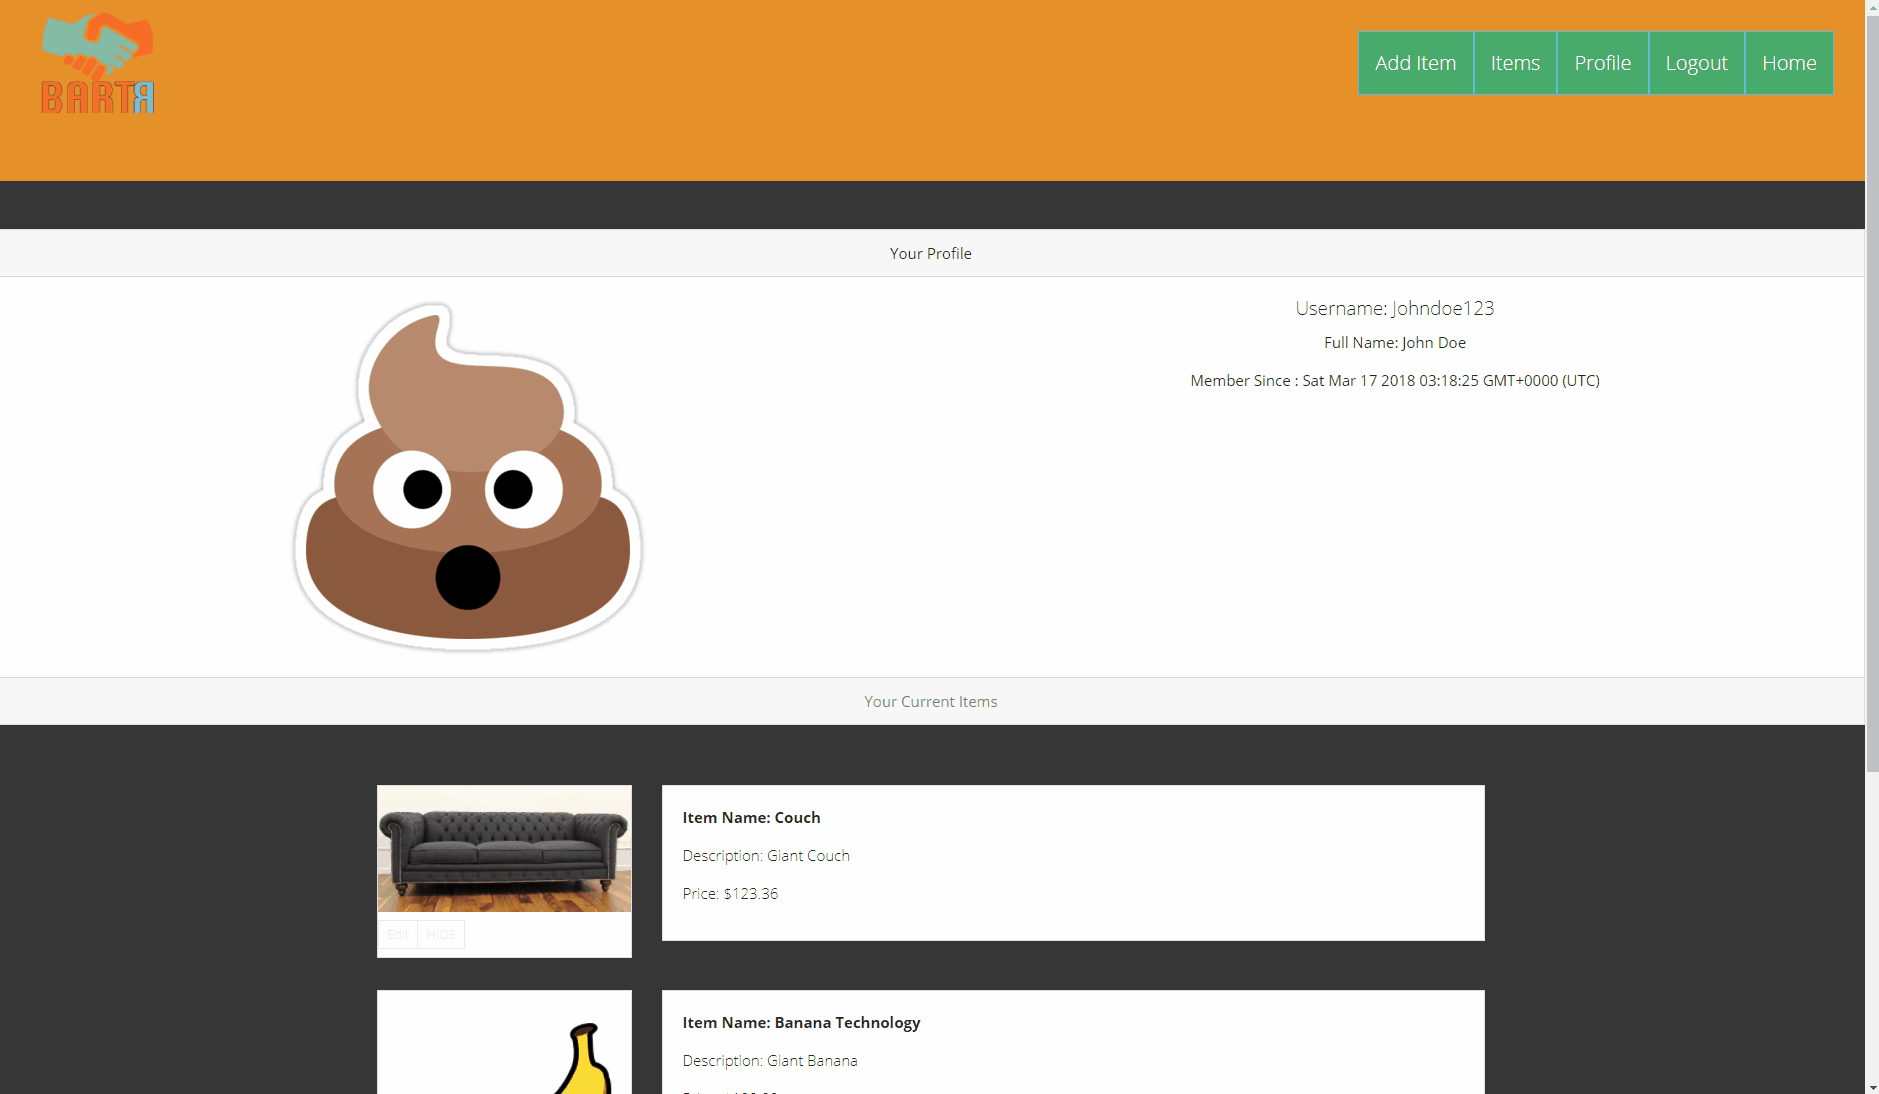 BARTЯ
Add Item Items Profile Logout Home
Your Profile
Username: Johndoe123
Full Name: John Doe
Member Since : Sat Mar 17 2018 03:18:25 GMT+0000 (UTC)
Your Current Items
Item Name: Couch
Description: Giant Couch
Price: $123.36
Edit HIDE
Item Name: Banana Technology
Description: Giant Banana